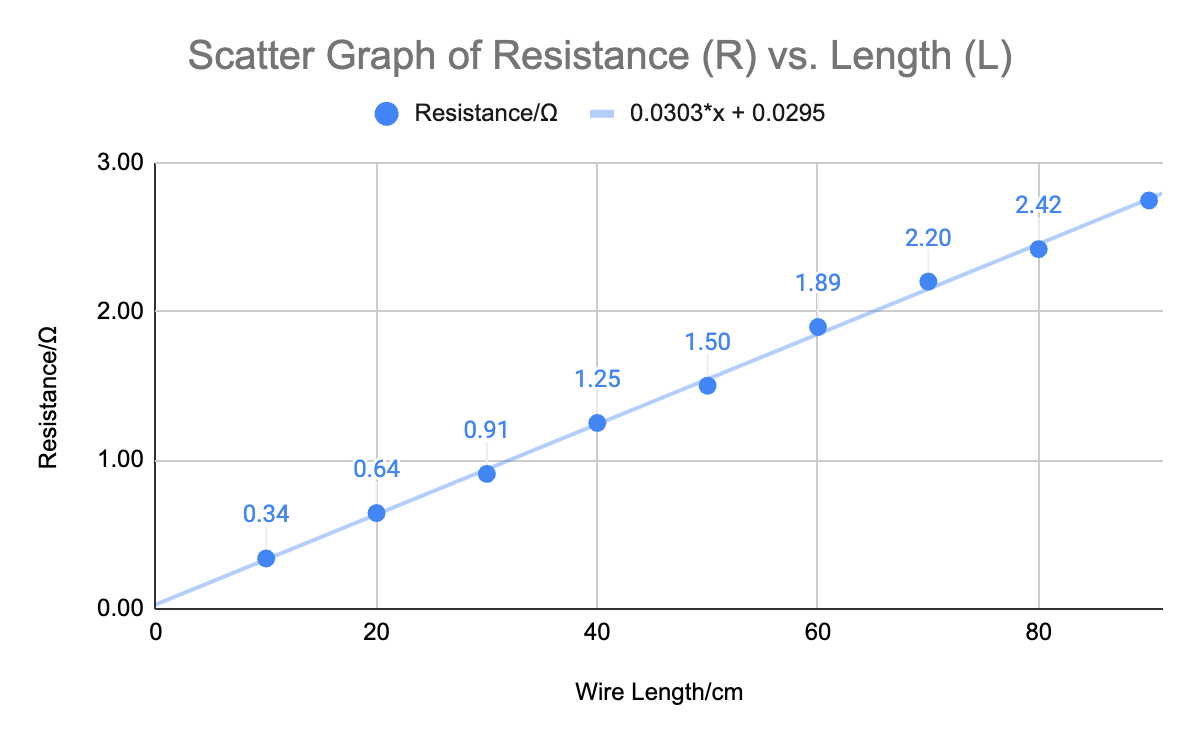 Scatter Graph of Resistance (R) vs. Length (L)
Resistance/Ω 0.0303*x + 0.0295
3.00
2.00
1.00
0.00
Resistance/Ω
0.34
0.64
0.91
1.25
1.50
1.89
2.20
2.42
0 20 40 60 80
Wire Length/cm